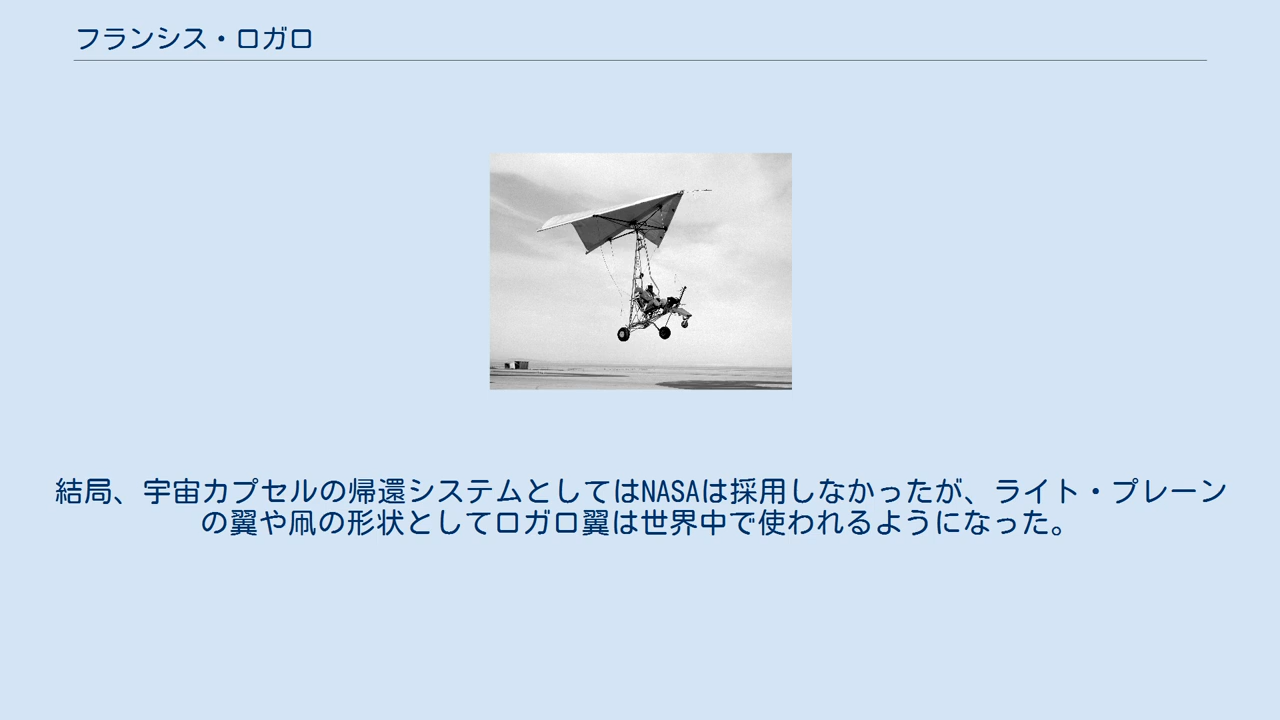 フランシス・ロガロ
結局、宇宙カプセルの帰還システムとしてはNASAは採用しなかったが、ライト・プレーン
の翼や凧の形状としてロガロ翼は世界中で使われるようになった。